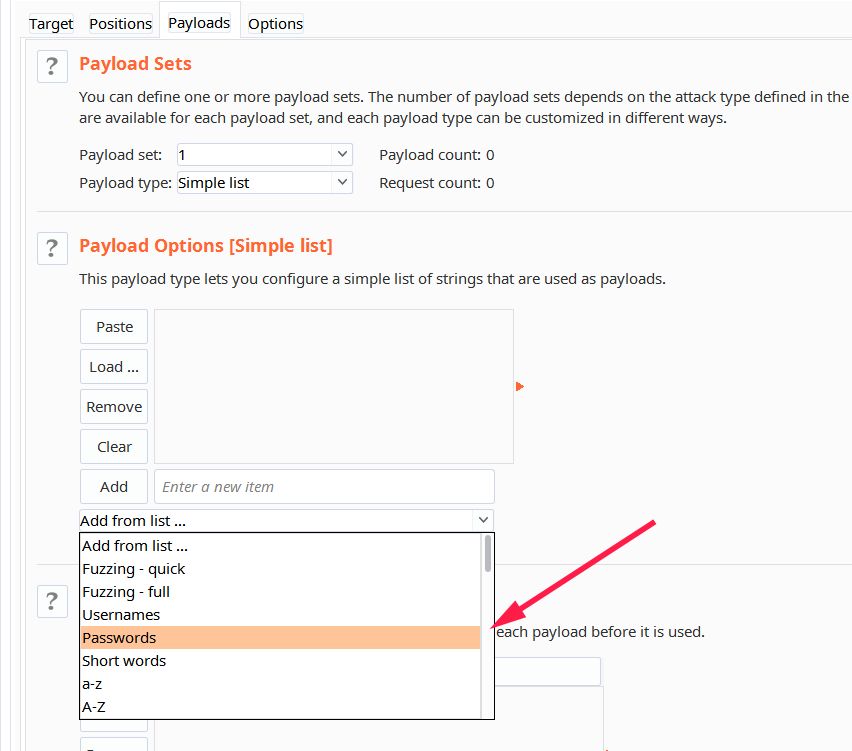 Target Positions Payloads Options
? Payload Sets
You can define one or more payload sets. The number of payload sets depends on the attack type defined in the
are available for each payload set, and each payload type can be customized in different ways.
Payload set: 1 Payload count: 0
Payload type: Simple list Request count: 0
? Payload Options [Simple list]
This payload type lets you configure a simple list of strings that are used as payloads.
Paste
Load ...
Remove
Clear
Add Enter a new item
Add from list ...
Add from list ...
Fuzzing - quick
Fuzzing - full
?
Usernames
Passwords
each payload before it is used.
Short words
a-z
A-Z